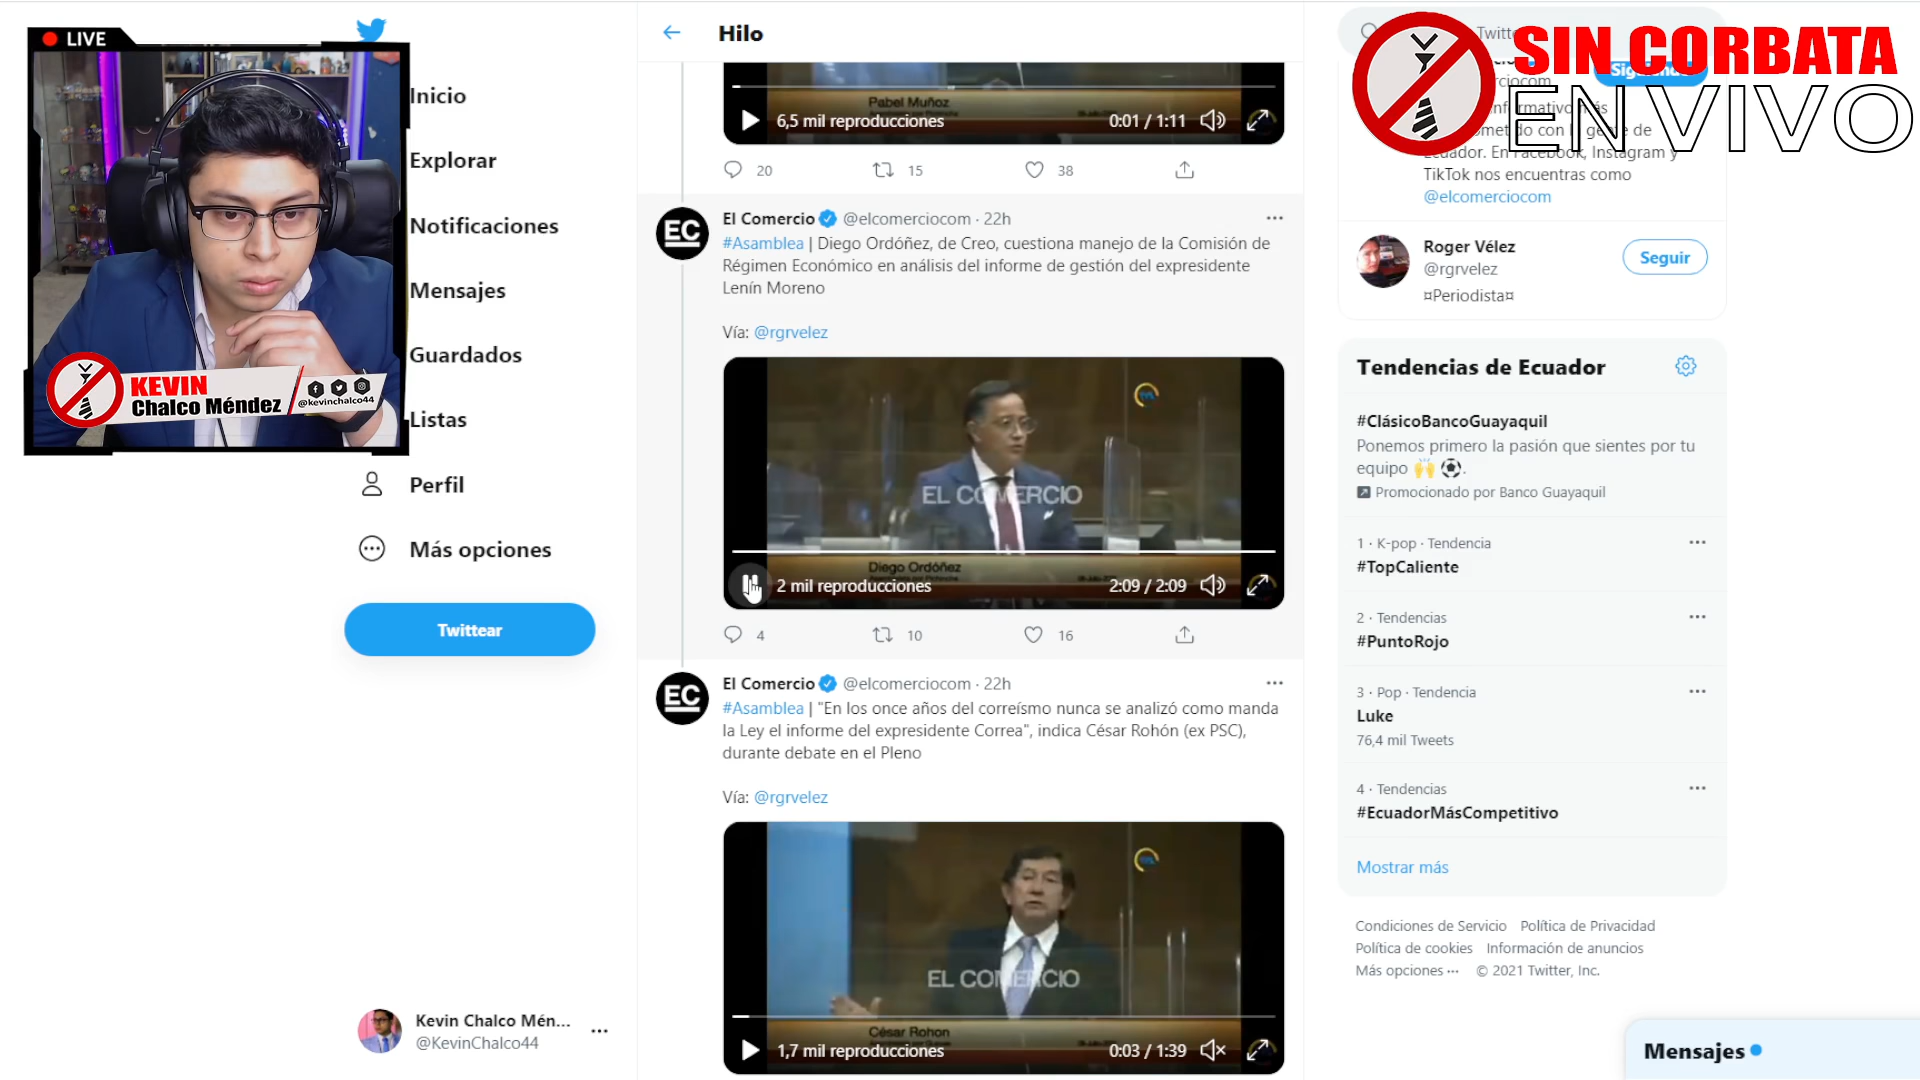 LIVE
KEVIN
Chalco Méndez
@kevinchalco44
Inicio
Explorar
Notificaciones
Mensajes
Guardados
Listas
Perfil
Más opciones
Twittear
Kevin Chalco Mén...
@KevinChalco44
Hilo
Pabel Muñoz
6,5 mil reproducciones
0:01 / 1:11
20
15
38
EC
El Comercio @elcomerciocom · 22h
#Asamblea | Diego Ordóñez, de Creo, cuestiona manejo de la Comisión de
Régimen Económico en análisis del informe de gestión del expresidente
Lenín Moreno
Vía: @rgrvelez
EL COMERCIO
Diego Ordóñez
2 mil reproducciones
2:09 / 2:09
4
10
16
EC
El Comercio @elcomerciocom · 22h
#Asamblea | "En los once años del correísmo nunca se analizó como manda
la Ley el informe del expresidente Correa", indica César Rohón (ex PSC),
durante debate en el Pleno
Vía: @rgrvelez
EL COMERCIO
César Rohon
1,7 mil reproducciones
0:03 / 1:39
SIN CORBATA
EN VIVO
de
Ecuador. En Facebook, Instagram y
TikTok nos encuentras como
@elcomerciocom
Roger Vélez
@rgrvelez
¤Periodista¤
Seguir
Tendencias de Ecuador
#ClásicoBancoGuayaquil
Ponemos primero la pasión que sientes por tu
equipo 🙌 ⚽.
Promocionado por Banco Guayaquil
1 · K-pop · Tendencia
#TopCaliente
2 · Tendencias
#PuntoRojo
3 · Pop · Tendencia
Luke
76,4 mil Tweets
4 · Tendencias
#EcuadorMásCompetitivo
Mostrar más
Condiciones de Servicio Política de Privacidad
Política de cookies Información de anuncios
Más opciones ··· © 2021 Twitter, Inc.
Mensajes